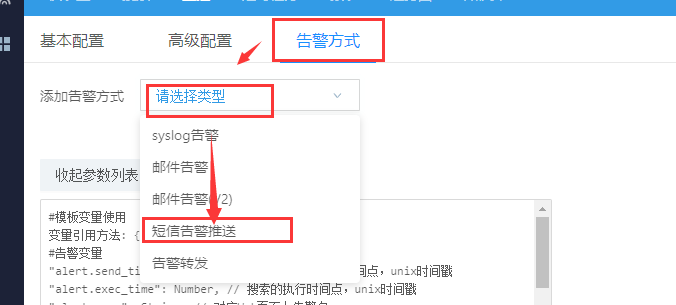 基本配置 高级配置 告警方式
添加告警方式 请选择类型
syslog告警
邮件告警
邮件告警 /2)
短信告警推送
告警转发
收起参数列表
#模板变量使用
变量引用方法: {
#告警变量
"alert.send_ti 间点，unix时间戳
"alert.exec_time": Number, // 搜索的执行时间点，unix时间戳